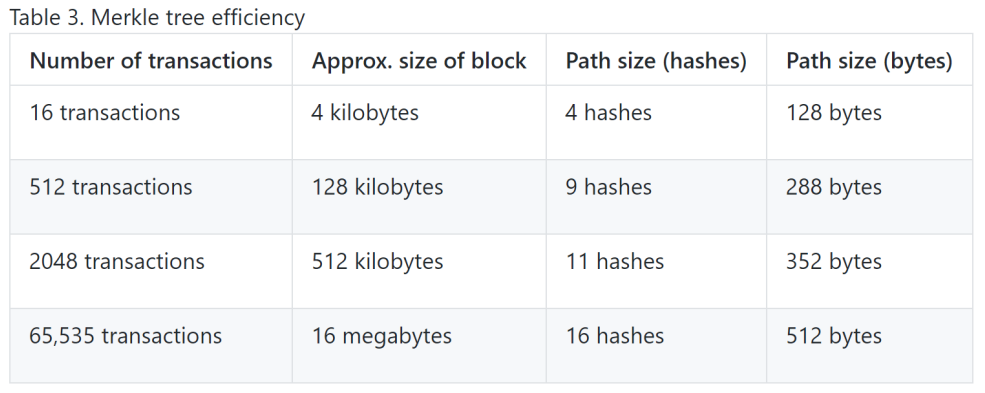 Table 3. Merkle tree efficiency
Number of transactions Approx. size of block Path size (hashes) Path size (bytes)
16 transactions 4 kilobytes 4 hashes 128 bytes
512 transactions 128 kilobytes 9 hashes 288 bytes
2048 transactions 512 kilobytes 11 hashes 352 bytes
65,535 transactions 16 megabytes 16 hashes 512 bytes